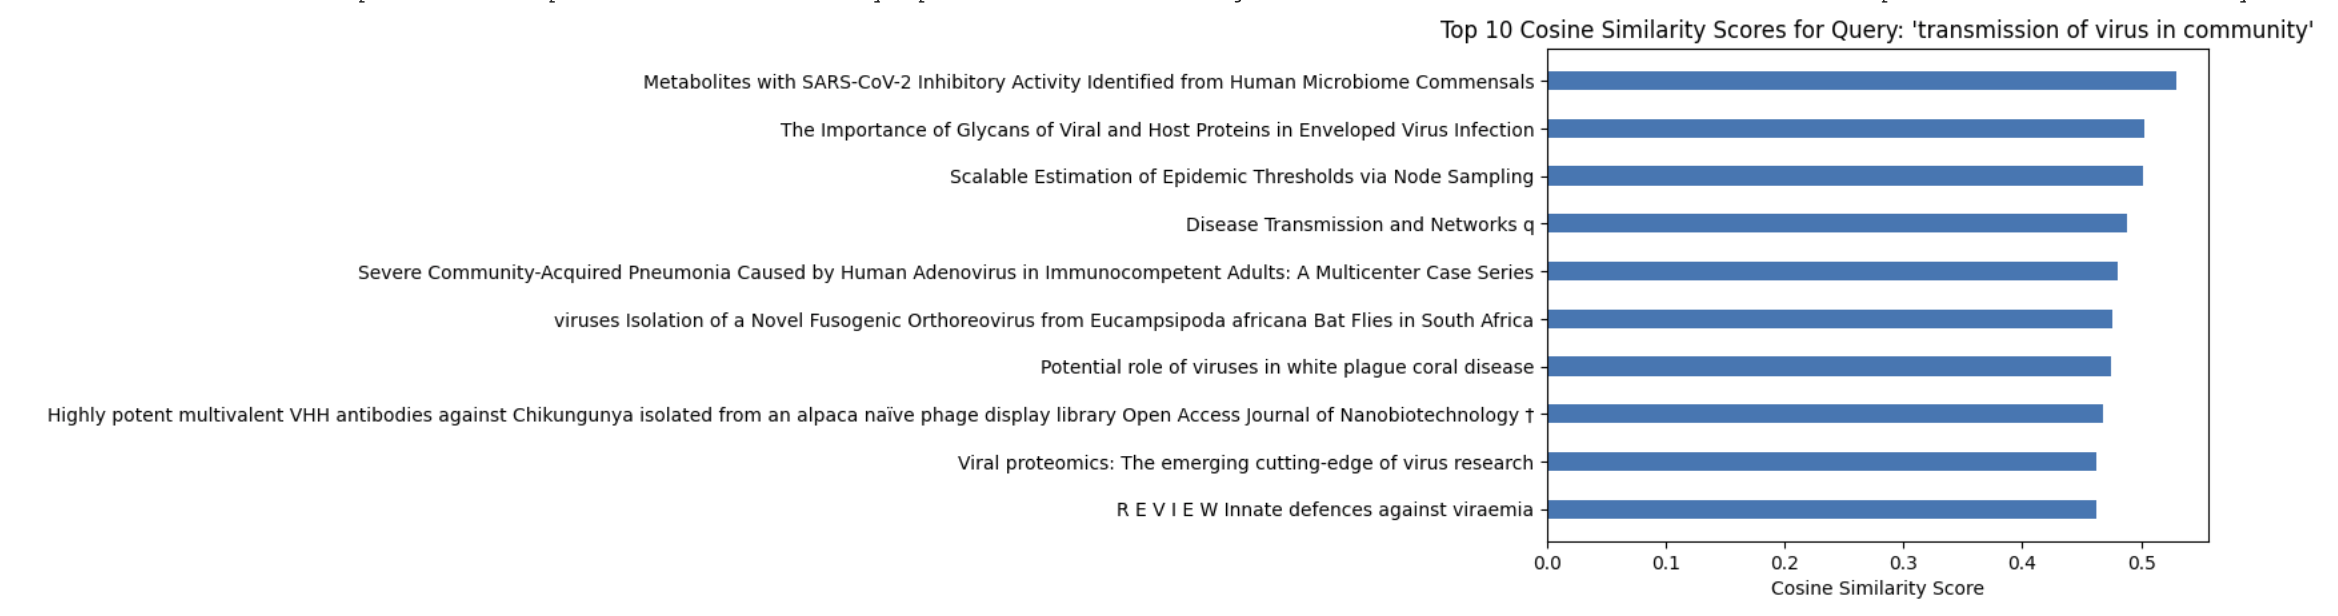 Top 10 Cosine Similarity Scores for Query: 'transmission of virus in community'
Metabolites with SARS-CoV-2 Inhibitory Activity Identified from Human Microbiome Commensals
The Importance of Glycans of Viral and Host Proteins in Enveloped Virus Infection
Scalable Estimation of Epidemic Thresholds via Node Sampling
Disease Transmission and Networks q
Severe Community-Acquired Pneumonia Caused by Human Adenovirus in Immunocompetent Adults: A Multicenter Case Series
viruses Isolation of a Novel Fusogenic Orthoreovirus from Eucampsipoda africana Bat Flies in South Africa
Potential role of viruses in white plague coral disease
Highly potent multivalent VHH antibodies against Chikungunya isolated from an alpaca naïve phage display library Open Access Journal of Nanobiotechnology †
Viral proteomics: The emerging cutting-edge of virus research
R E V I E W Innate defences against viraemia
0.0 0.1 0.2 0.3 0.4 0.5
Cosine Similarity Score